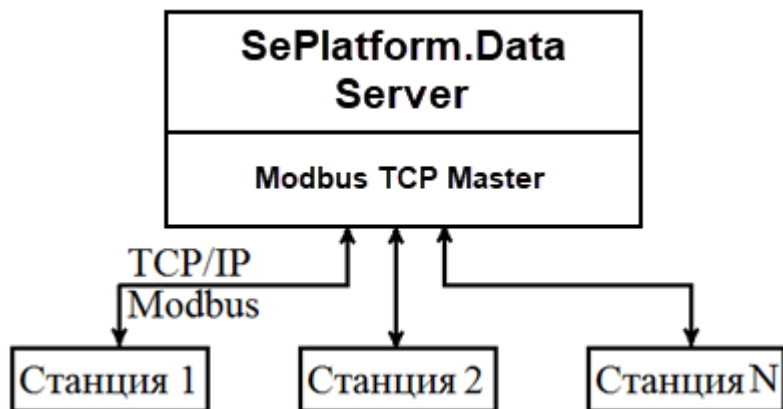 SePlatform.Data
Server
Modbus TCP Master
TCP/IP
Modbus
Станция 1
Станция 2
Станция N